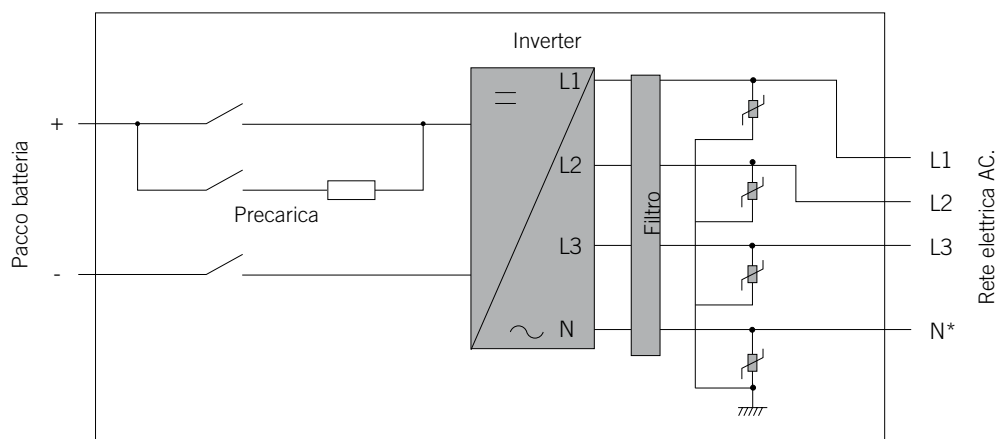 Inverter
Pacco batteria
+
-
Precarica
L1
L2
L3
N
Filtro
L1
L2
L3
N*
Rete elettrica AC.